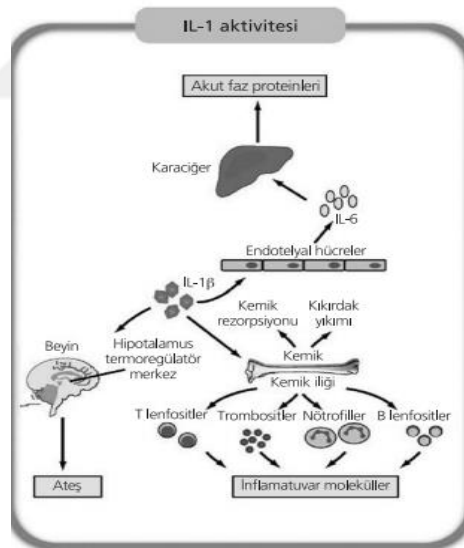 IL-1 aktivitesi
Akut faz proteinleri
Karaciğer
IL-6
Endotelyal hücreler
IL-1β
Kemik
rezorpsiyonu
Kıkırdak
yıkımı
Beyin
Hipotalamus
termoregülatör
merkez
Kemik
Kemik iliği
T lenfositler
Trombositler
Nötrofiller
B lenfositler
Ateş
İnflamatuvar moleküller